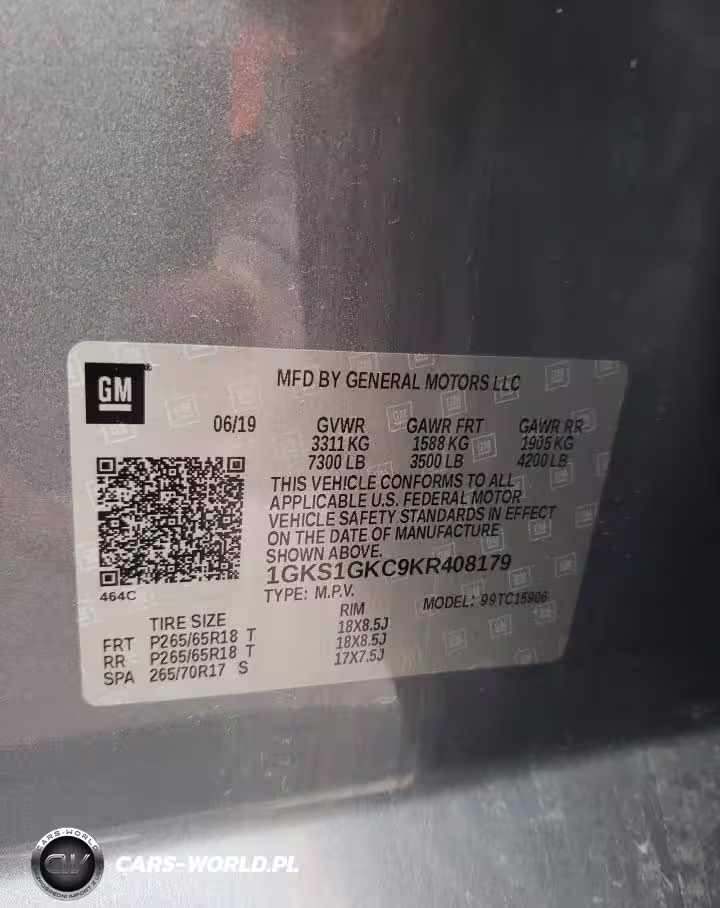 GM
MFD BY GENERAL MOTORS LLC
06/19 GVWR GAWR FRT GAWR RR
3311 KG 1588 KG 1905 KG
7300 LB 3500 LB 4200 LB
THIS VEHICLE CONFORMS TO ALL
APPLICABLE U.S. FEDERAL MOTOR
VEHICLE SAFETY STANDARDS IN EFFECT
ON THE DATE OF MANUFACTURE
SHOWN ABOVE.
1GKS1GKC9KR408179
464C
TYPE: M.P.V. MODEL: 99TC15906
TIRE SIZE RIM
FRT P265/65R18 T 18X8.5J
RR P265/65R18 T 18X8.5J
SPA 265/70R17 S 17X7.5J
CARS-WORLD
CARS-WORLD.PL